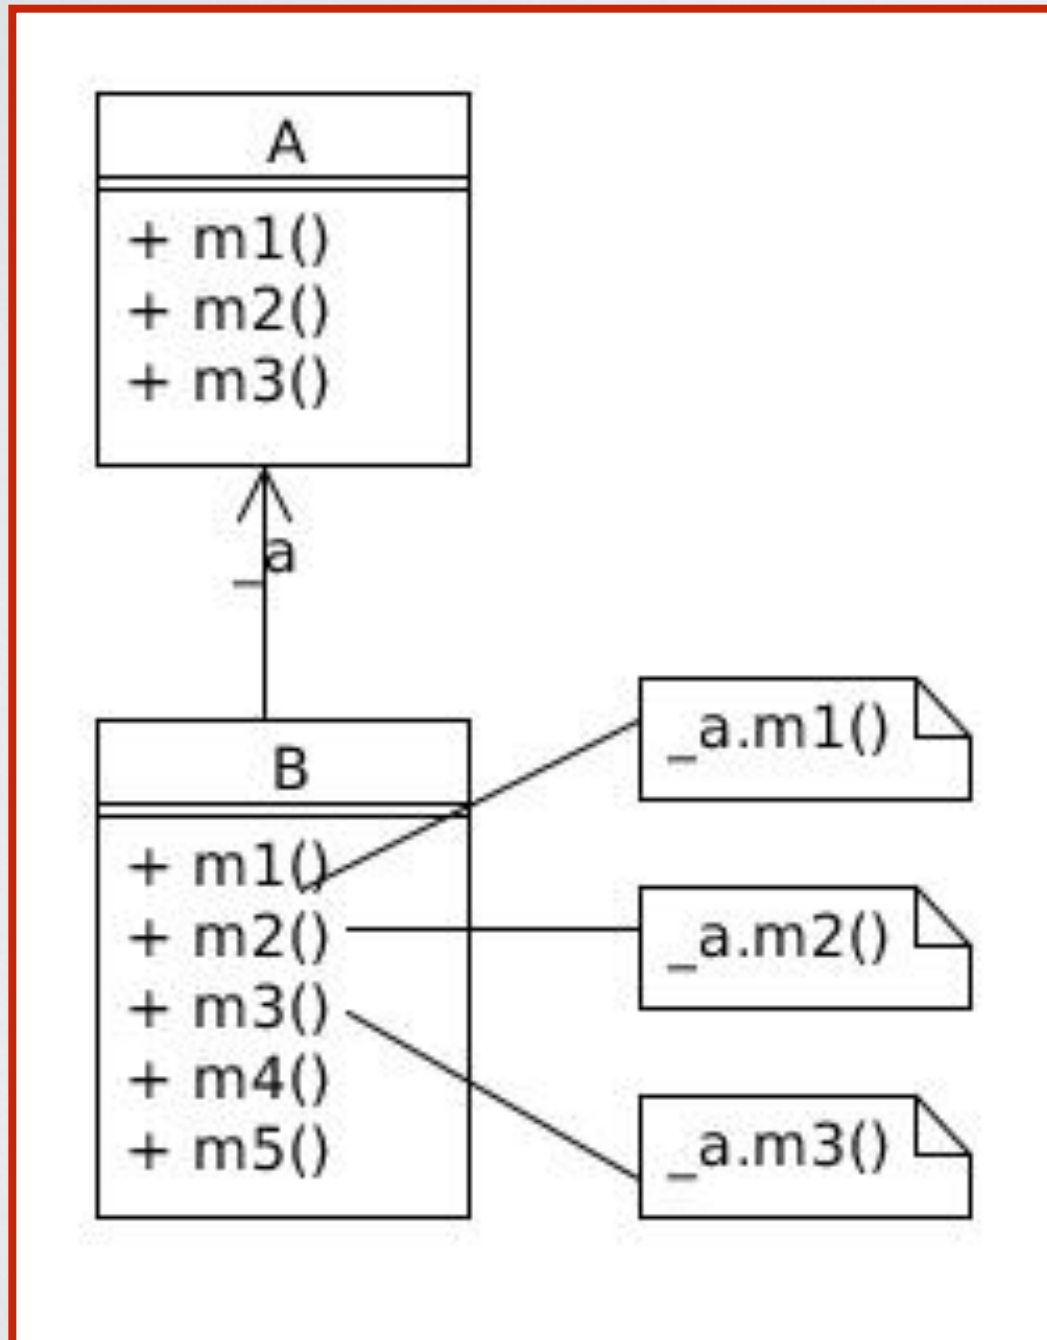 A
+ m1()
+ m2()
+ m3()
_a
B
+ m1()
+ m2()
+ m3()
+ m4()
+ m5()
_a.m1()
_a.m2()
_a.m3()